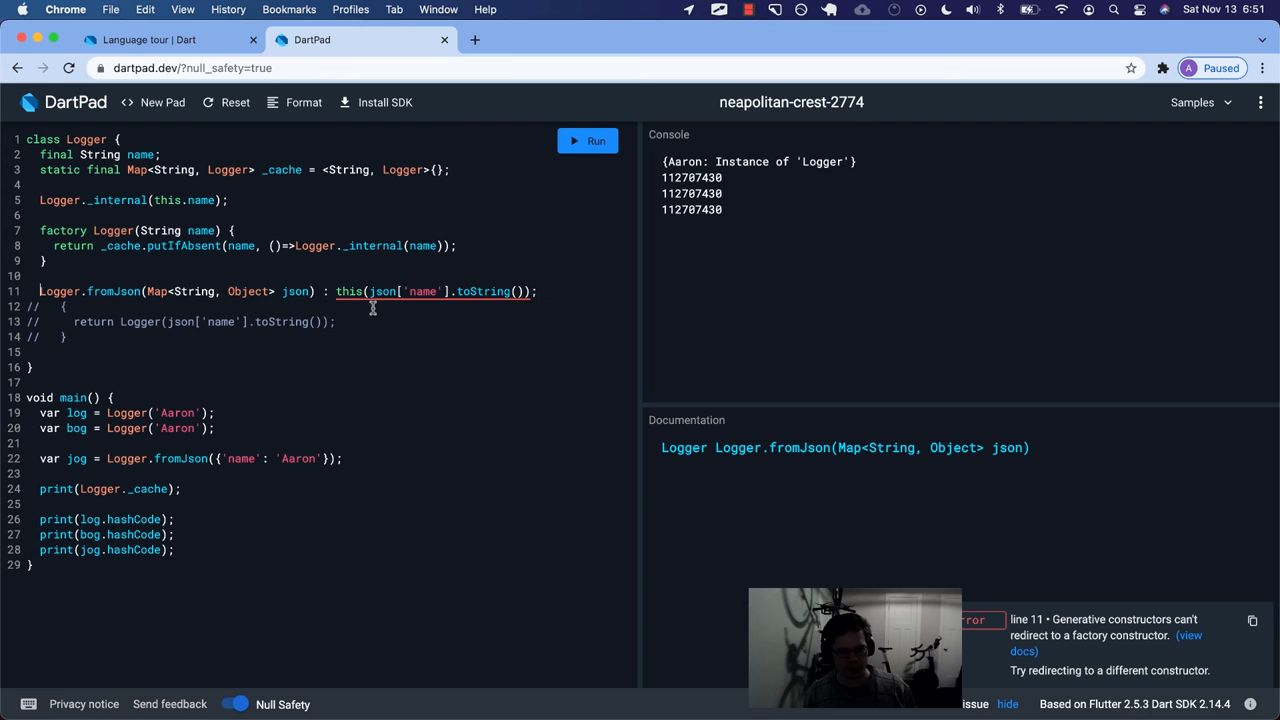 Chrome File Edit View History Bookmarks Profiles Tab Window Help Sat Nov 13 6:51
Language tour | Dart DartPad
dartpad.dev/?null_safety=true A Paused
DartPad <> New Pad Reset Format Install SDK neapolitan-crest-2774 Samples
Run
1 class Logger {
2 final String name;
3 static final Map<String, Logger> _cache = <String, Logger>{};
4
5 Logger._internal(this.name);
6
7 factory Logger(String name) {
8 return _cache.putIfAbsent(name, ()=>Logger._internal(name));
9 }
10
11 Logger.fromJson(Map<String, Object> json) : this(json['name'].toString());
12 // {
13 // return Logger(json['name'].toString());
14 // }
15
16 }
17
18 void main() {
19 var log = Logger('Aaron');
20 var bog = Logger('Aaron');
21
22 var jog = Logger.fromJson({'name': 'Aaron'});
23
24 print(Logger._cache);
25
26 print(log.hashCode);
27 print(bog.hashCode);
28 print(jog.hashCode);
29 }
Console
{Aaron: Instance of 'Logger'}
112707430
112707430
112707430
Documentation
Logger Logger.fromJson(Map<String, Object> json)
rror line 11 • Generative constructors can't
redirect to a factory constructor. (view
docs)
Try redirecting to a different constructor.
Privacy notice Send feedback Null Safety issue hide Based on Flutter 2.5.3 Dart SDK 2.14.4